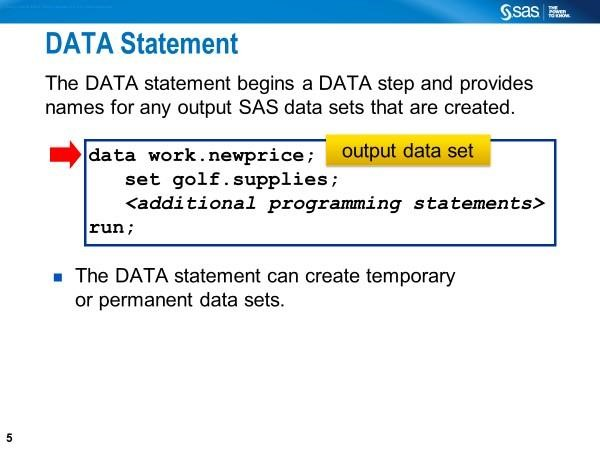 sas
THE
POWER
TO KNOW.
DATA Statement
The DATA statement begins a DATA step and provides
names for any output SAS data sets that are created.
data work.newprice;
output data set
set golf.supplies;
<additional programming statements>
run;
The DATA statement can create temporary
or permanent data sets.
5